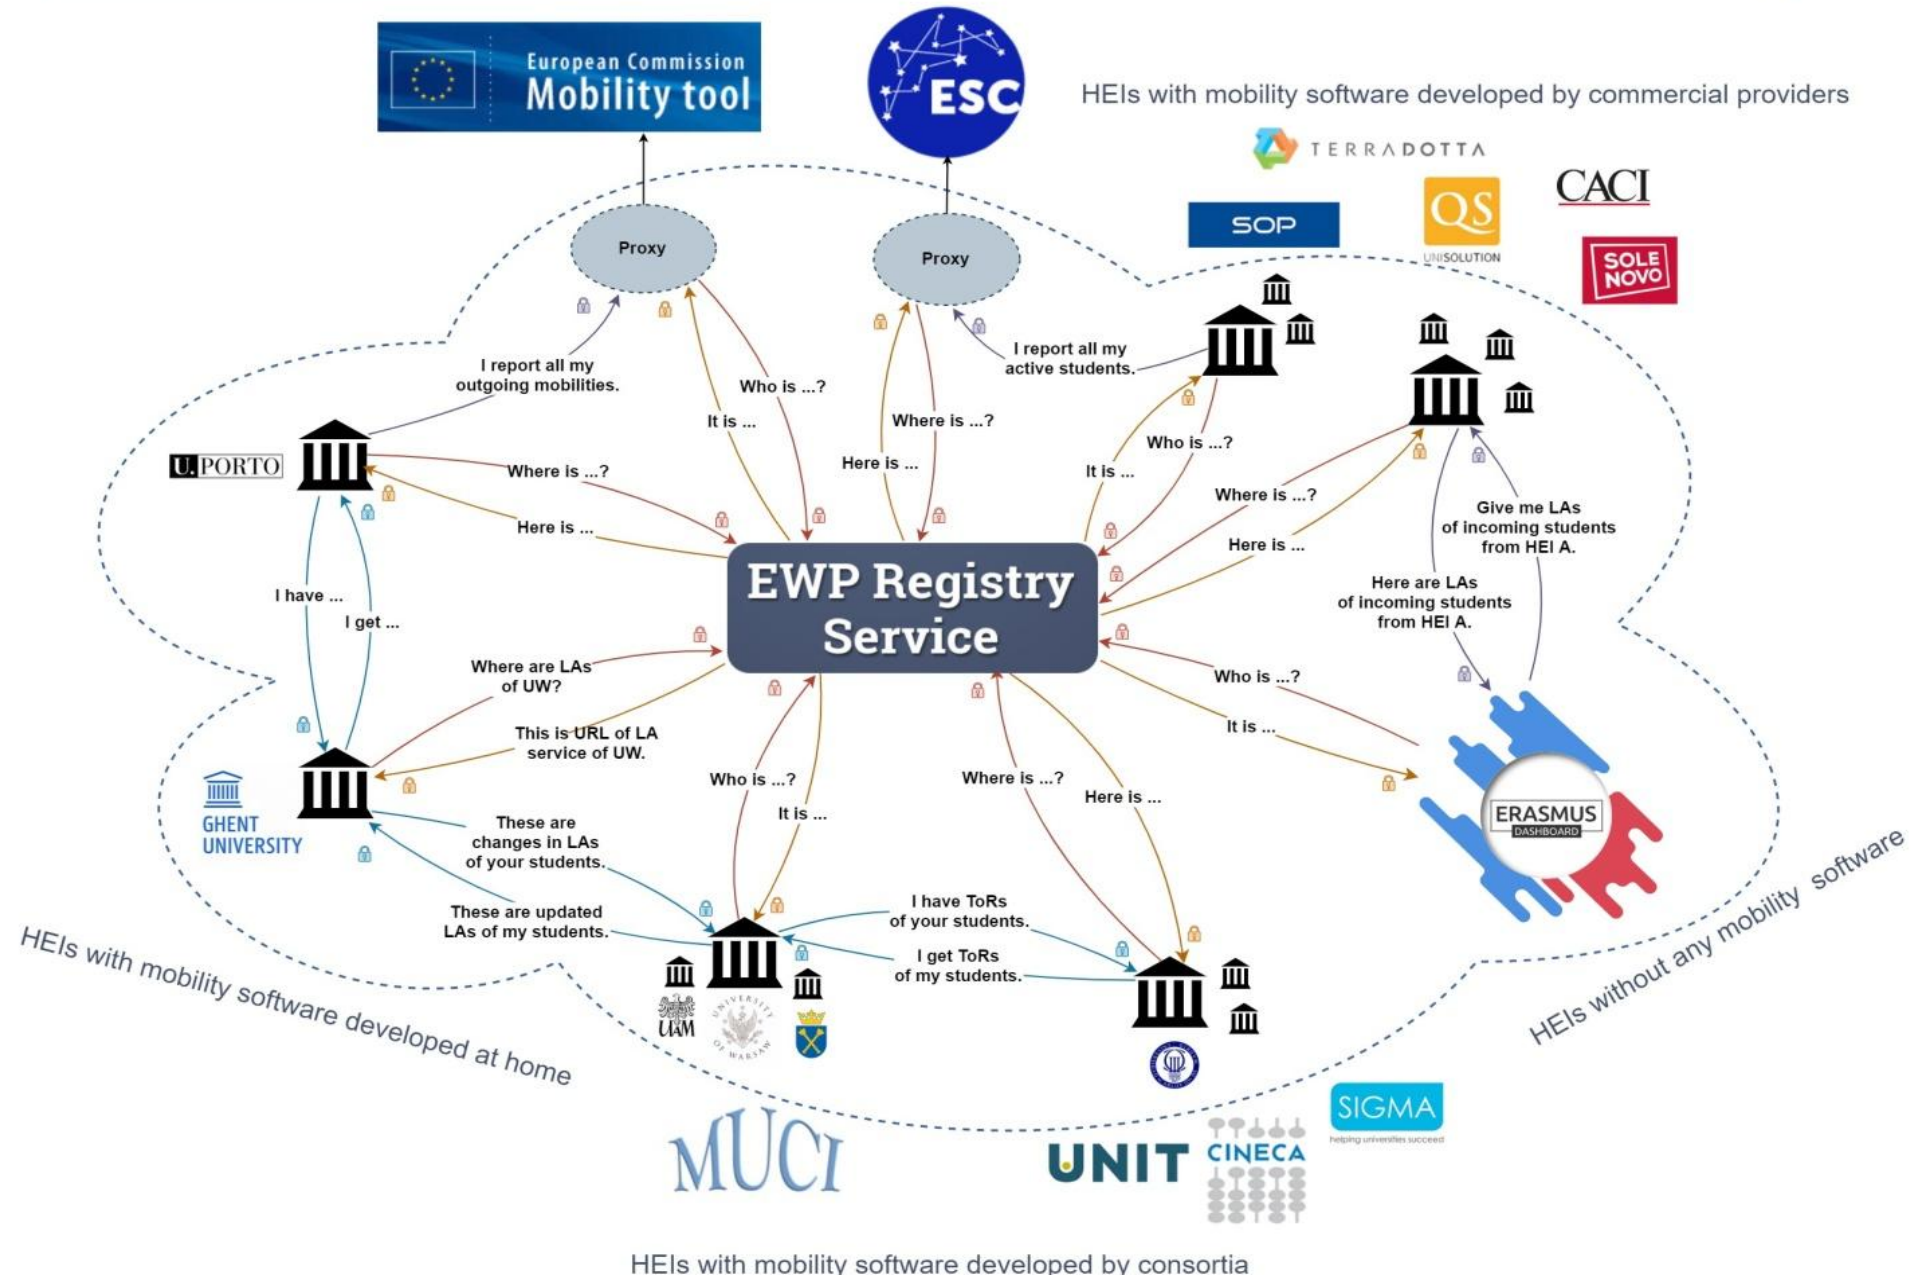 European Commission
Mobility tool
ESC
HEIs with mobility software developed by commercial providers
TERRADOTTA
CACI
QS
UNISOLUTION
SOP
SOLE
NOVO
Proxy
Proxy
I report all my
outgoing mobilities.
Who is ...?
It is ...
Where is ...?
Here is ...
I report all my
active students.
Who is ...?
It is ...
Where is ...?
Here is ...
Give me LAs
of incoming students
from HEI A.
Here are LAs
of incoming students
from HEI A.
U.PORTO
Where is ...?
Here is ...
I have ...
I get ...
EWP Registry
Service
Where are LAs
of UW?
This is URL of LA
service of UW.
Who is ...?
It is ...
Who is ...?
It is ...
Where is ...?
Here is ...
ERASMUS
DASHBOARD
GHENT
UNIVERSITY
These are
changes in LAs
of your students.
These are updated
LAs of my students.
I have ToRs
of your students.
I get ToRs
of my students.
UAM
UNIVERSITY
OF WARSAW
HEIs with mobility software developed at home
HEIs without any mobility software
MUCI
UNIT
CINECA
SIGMA
helping universities succeed
HEIs with mobility software developed by consortia